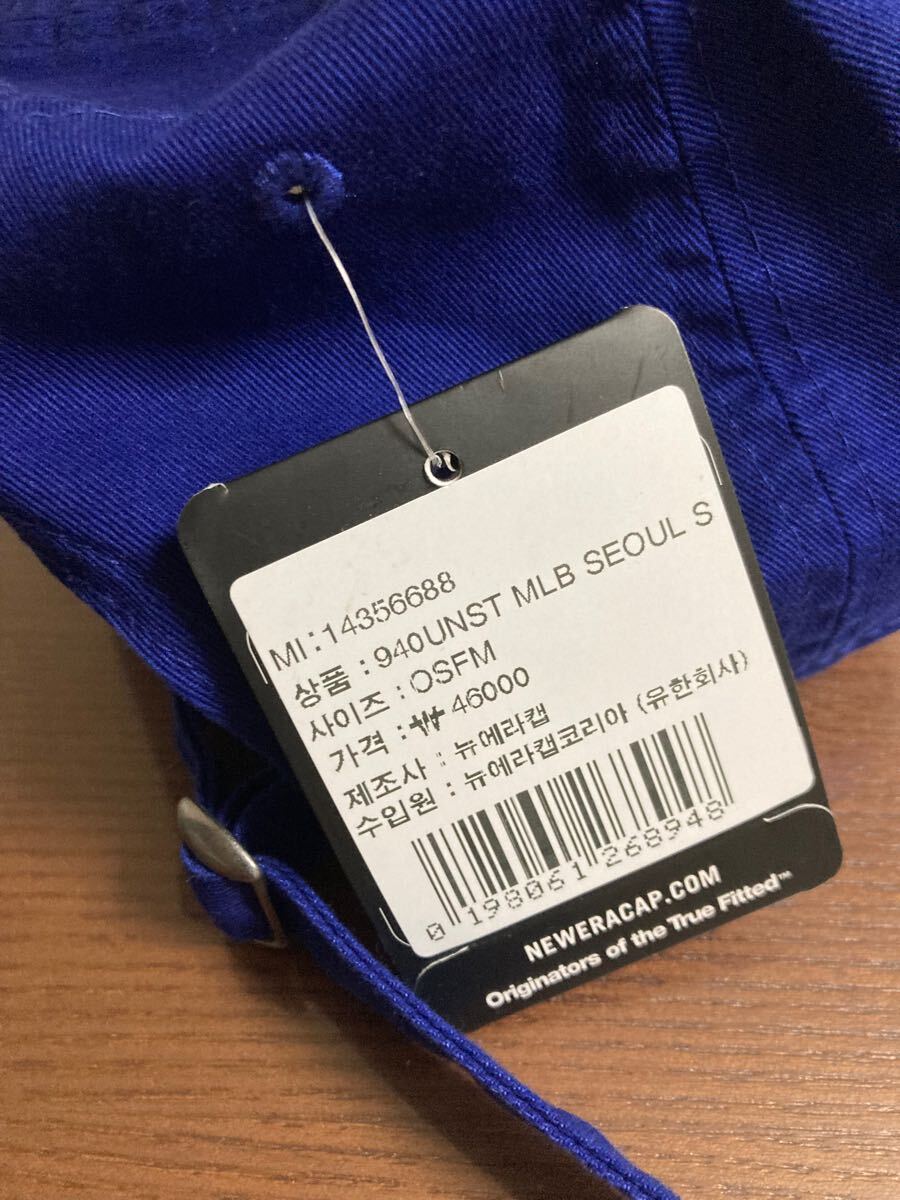 MI:14356688
상품 : 940UNST MLB SEOUL S
사이즈 : OSFM
가격 : ₩ 46000
제조사 : 뉴에라캡
수입원 : 뉴에라캡코리아 (유한회사)
0 198061 268948
NEWERACAP.COM
Originators of the True Fitted™